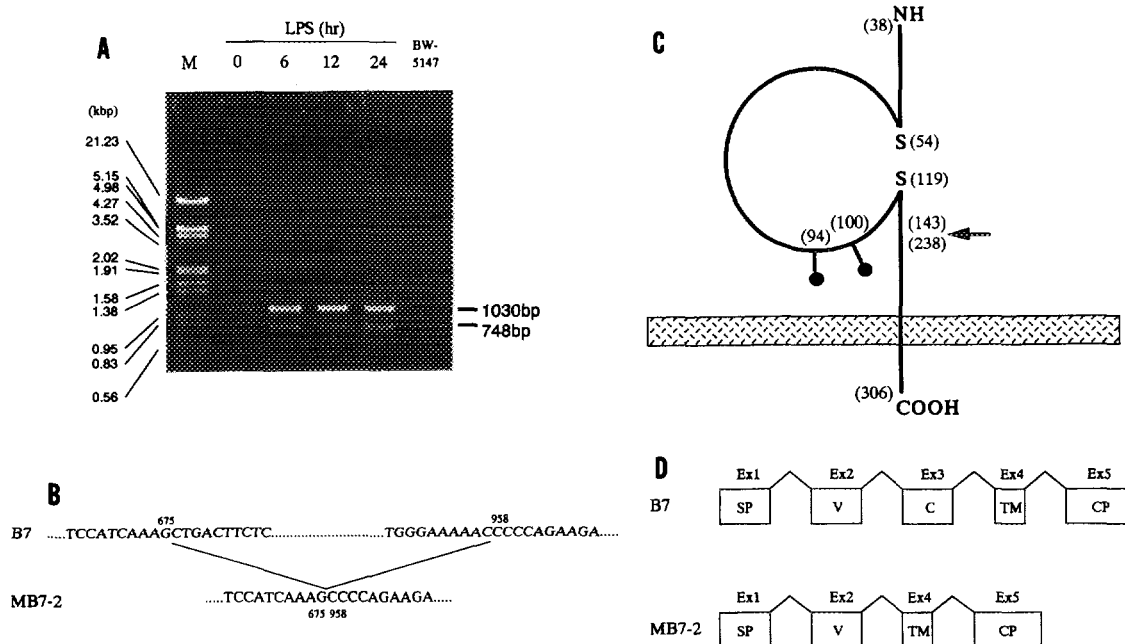 A
LPS (hr)
M 0 6 12 24 BW-5147
(kbp)
21.23
5.15
4.98
4.27
3.52
2.02
1.91
1.58
1.38
0.95
0.83
0.56
1030bp
748bp
C
NH
(38)
S (54)
S (119)
(94) (100) (143)
(238)
(306)
COOH
B
675 958
B7 .....TCCATCAAAGCTGACTTCTC......................TGGGAAAAACCCCCAGAAGA.....
MB7-2 .....TCCATCAAAGCCCCAGAAGA.....
675 958
D
Ex1 Ex2 Ex3 Ex4 Ex5
B7 SP V C TM CP
Ex1 Ex2 Ex4 Ex5
MB7-2 SP V TM CP